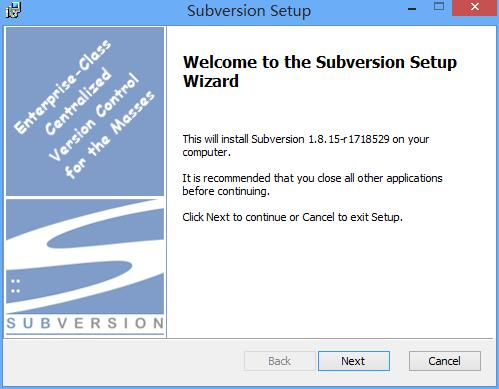 Subversion Setup
Enterprise-Class
Centralized
Version Control
for the Masses
SUBVERSION
Welcome to the Subversion Setup
Wizard
This will install Subversion 1.8.15-r1718529 on your
computer.
It is recommended that you close all other applications
before continuing.
Click Next to continue or Cancel to exit Setup.
Back
Next
Cancel